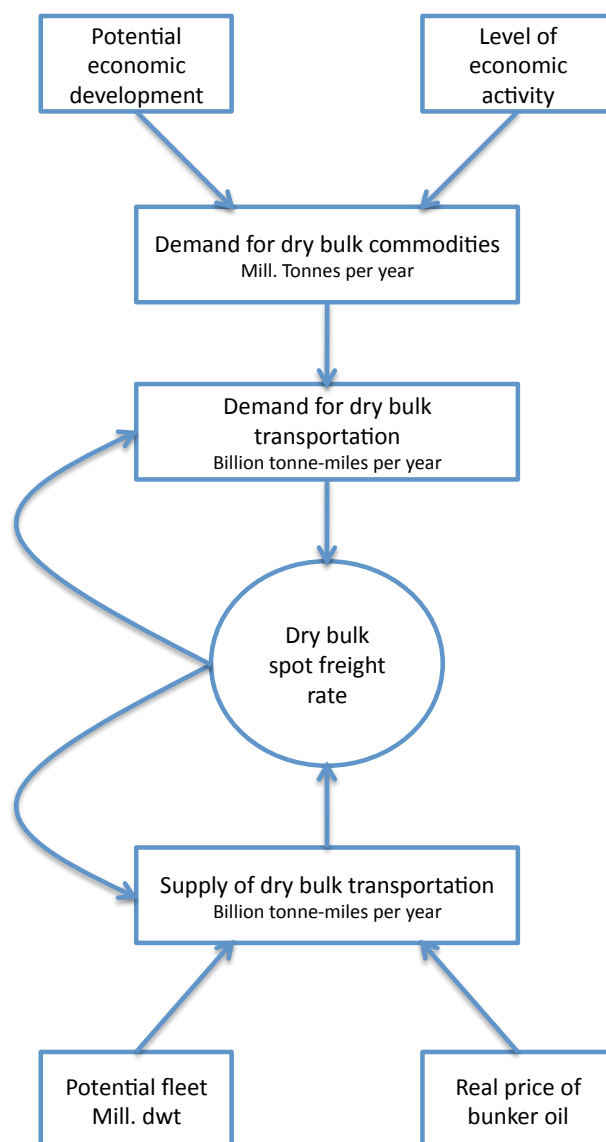 Potential
economic
development
Level of
economic
activity
Demand for dry bulk commodities
Mill. Tonnes per year
Demand for dry bulk
transportation
Billion tonne-miles per year
Dry bulk
spot freight
rate
Supply of dry bulk transportation
Billion tonne-miles per year
Potential fleet
Mill. dwt
Real price of
bunker oil